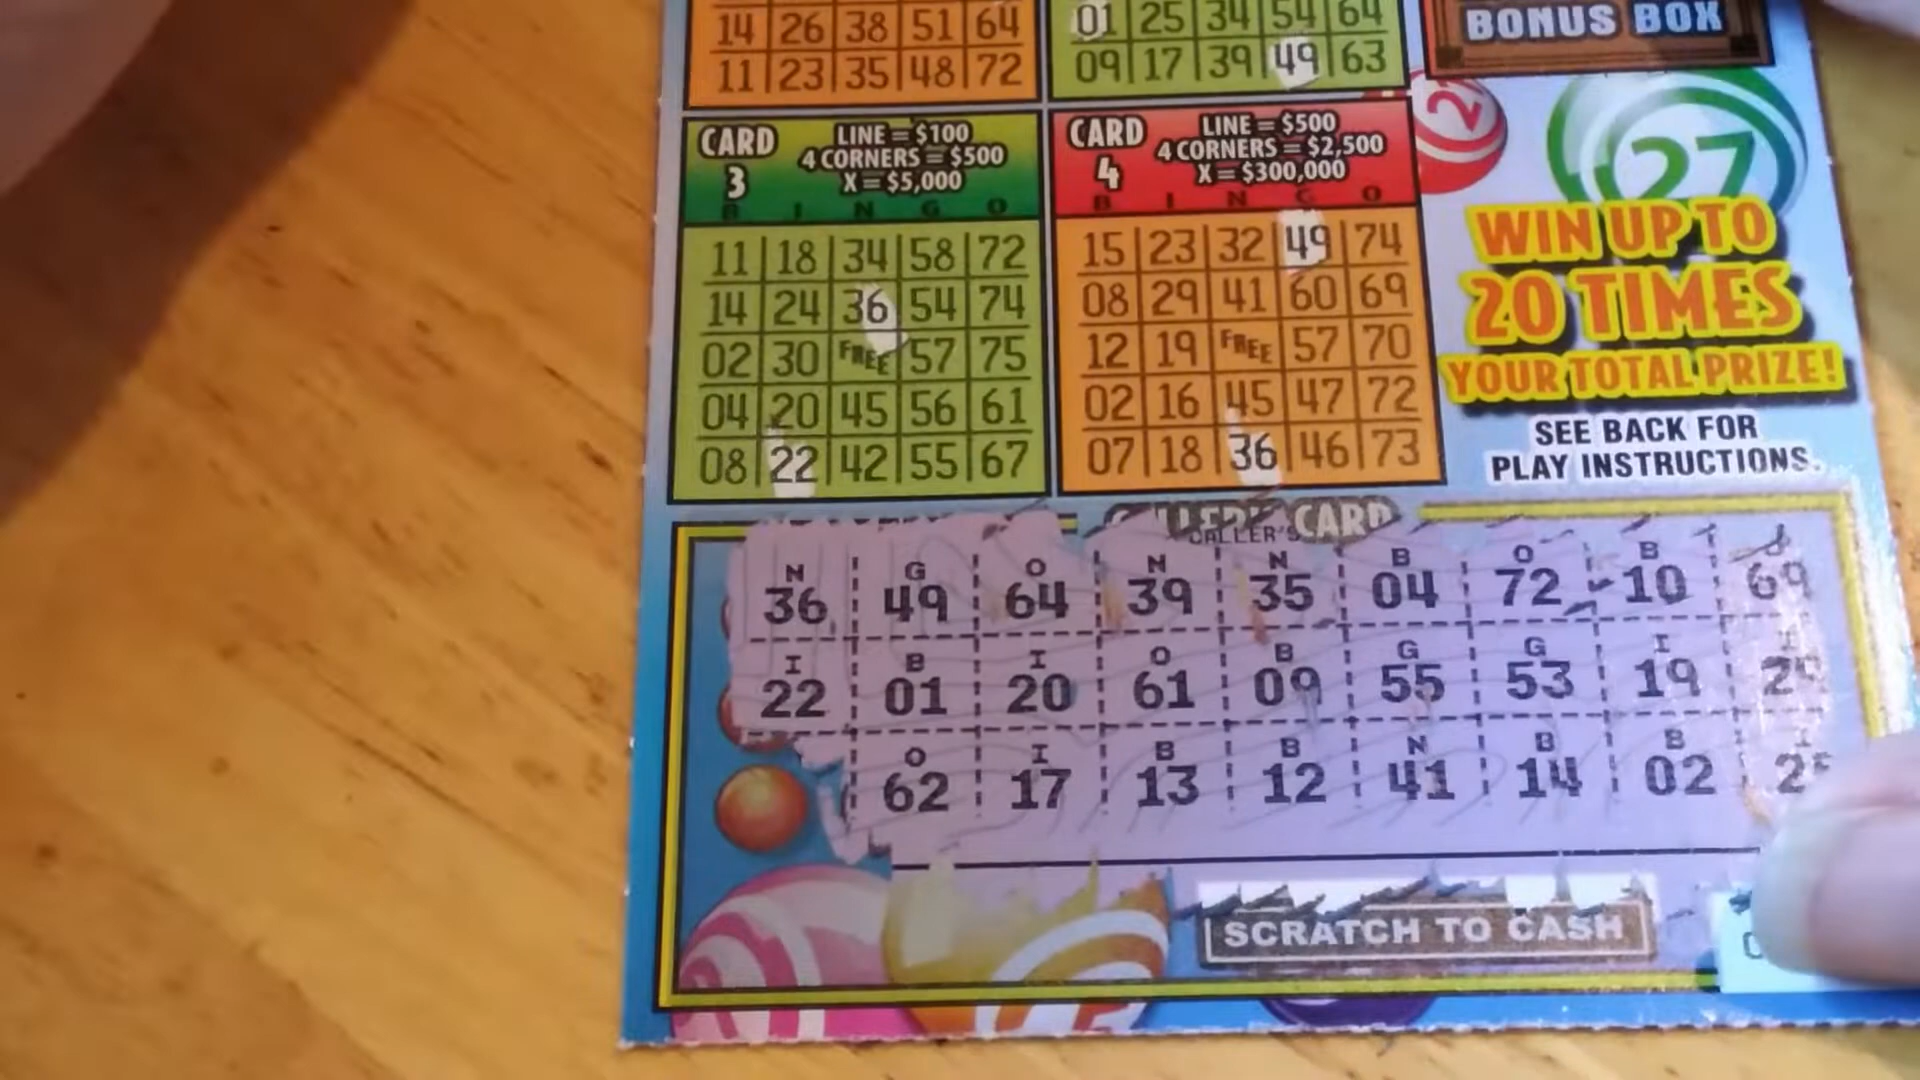 14 26 38 51 64
11 23 35 48 72
01 25 34 54 64
09 17 39 49 63
BONUS BOX
CARD 3
LINE = $100
4 CORNERS = $500
X = $5,000
B I N G O
11 18 34 58 72
14 24 36 54 74
02 30 FREE 57 75
04 20 45 56 61
08 22 42 55 67
CARD 4
LINE = $500
4 CORNERS = $2,500
X = $300,000
B I N G O
15 23 32 49 74
08 29 41 60 69
12 19 FREE 57 70
02 16 45 47 72
07 18 36 46 73
27
WIN UP TO
20 TIMES
YOUR TOTAL PRIZE!
SEE BACK FOR
PLAY INSTRUCTIONS.
CARD
CALLER'S
N G O N N B O B
36 49 64 39 35 04 72 10 69
I B I O B G G I I
22 01 20 61 09 55 53 19
O I B B N B B I
62 17 13 12 41 14 02
SCRATCH TO CASH